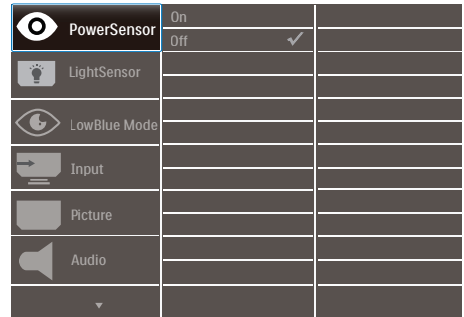 PowerSensor
On
Off
LightSensor
LowBlue Mode
Input
Picture
Audio